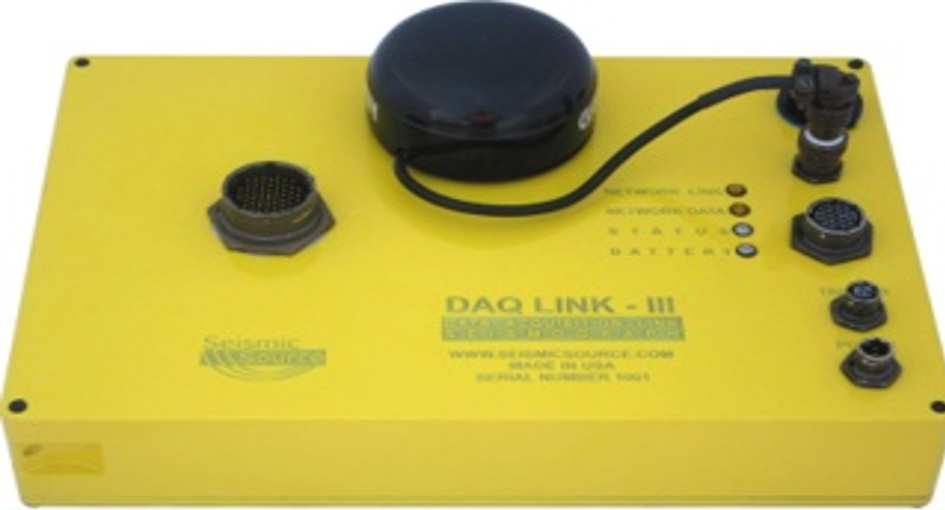 NETWORK LINK
NETWORK DATA
STATUS
BATTERY
DAQ LINK - III
Seismic
Source
WWW.SEISMICSOURCE.COM
MADE IN USA
SERIAL NUMBER 1001